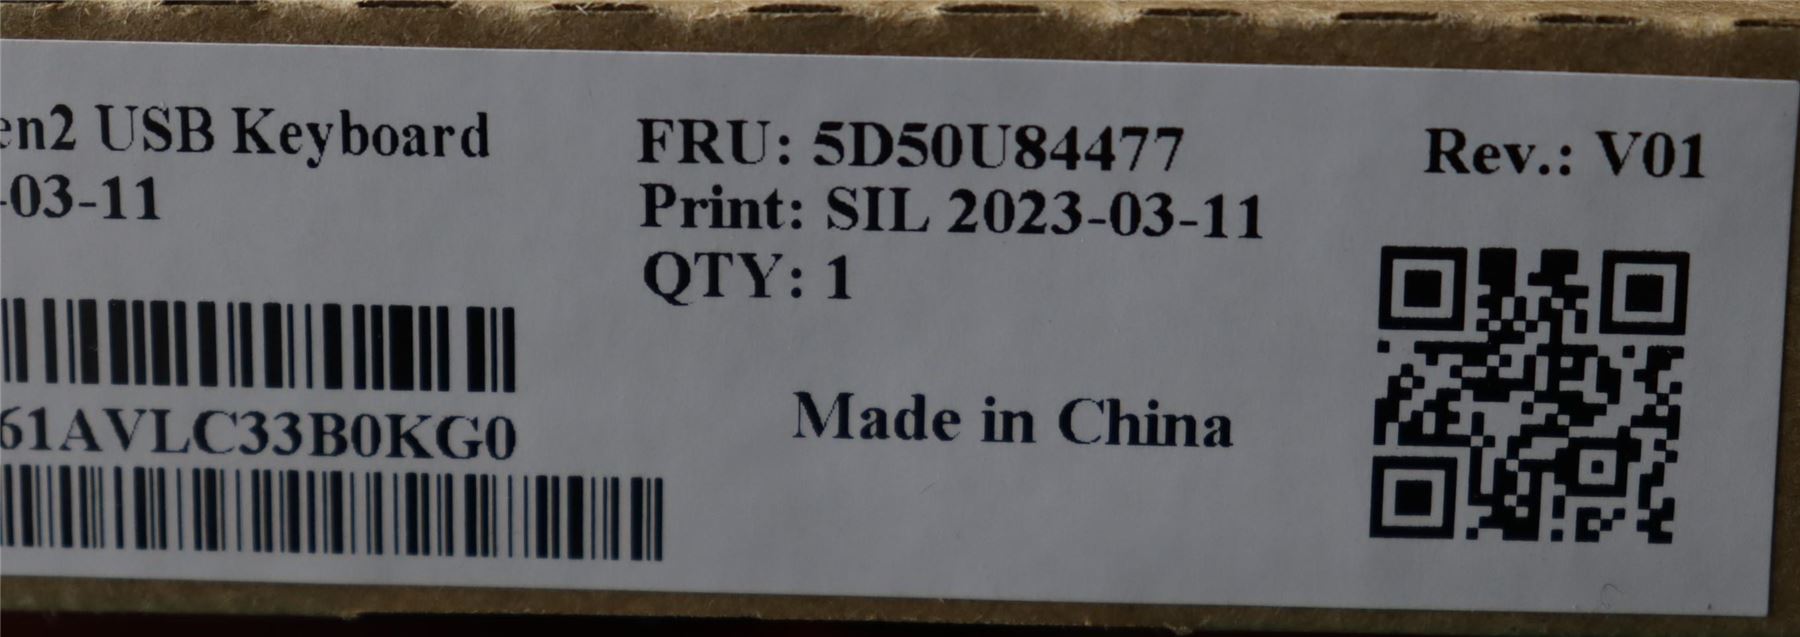 en2 USB Keyboard
-03-11
FRU: 5D50U84477
Rev.: V01
Print: SIL 2023-03-11
QTY: 1
61AVLC33B0KG0
Made in China